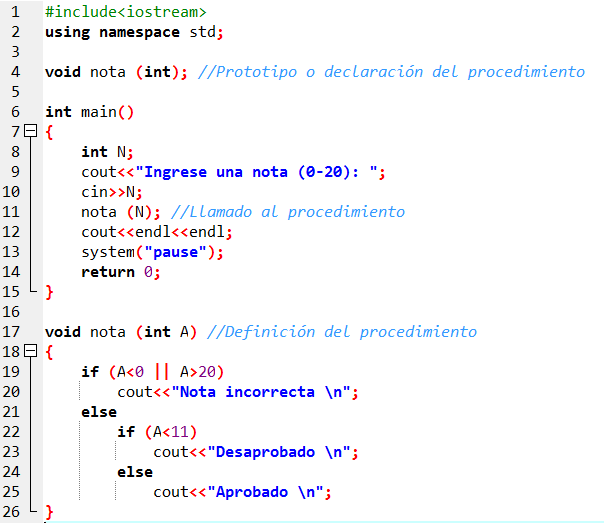 1 #include<iostream>
2 using namespace std;
3
4 void nota (int); //Prototipo o declaración del procedimiento
5
6 int main()
7 {
8 int N;
9 cout<<"Ingrese una nota (0-20): ";
10 cin>>N;
11 nota (N); //Llamado al procedimiento
12 cout<<endl<<endl;
13 system("pause");
14 return 0;
15 }
16
17 void nota (int A) //Definición del procedimiento
18 {
19 if (A<0 || A>20)
20 cout<<"Nota incorrecta \n";
21 else
22 if (A<11)
23 cout<<"Desaprobado \n";
24 else
25 cout<<"Aprobado \n";
26 }